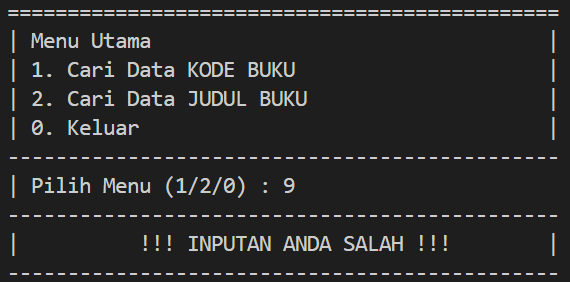 ==============================================
| Menu Utama                                 |
| 1. Cari Data KODE BUKU                     |
| 2. Cari Data JUDUL BUKU                    |
| 0. Keluar                                  |
----------------------------------------------
| Pilih Menu (1/2/0) : 9
----------------------------------------------
|          !!! INPUTAN ANDA SALAH !!!        |
----------------------------------------------